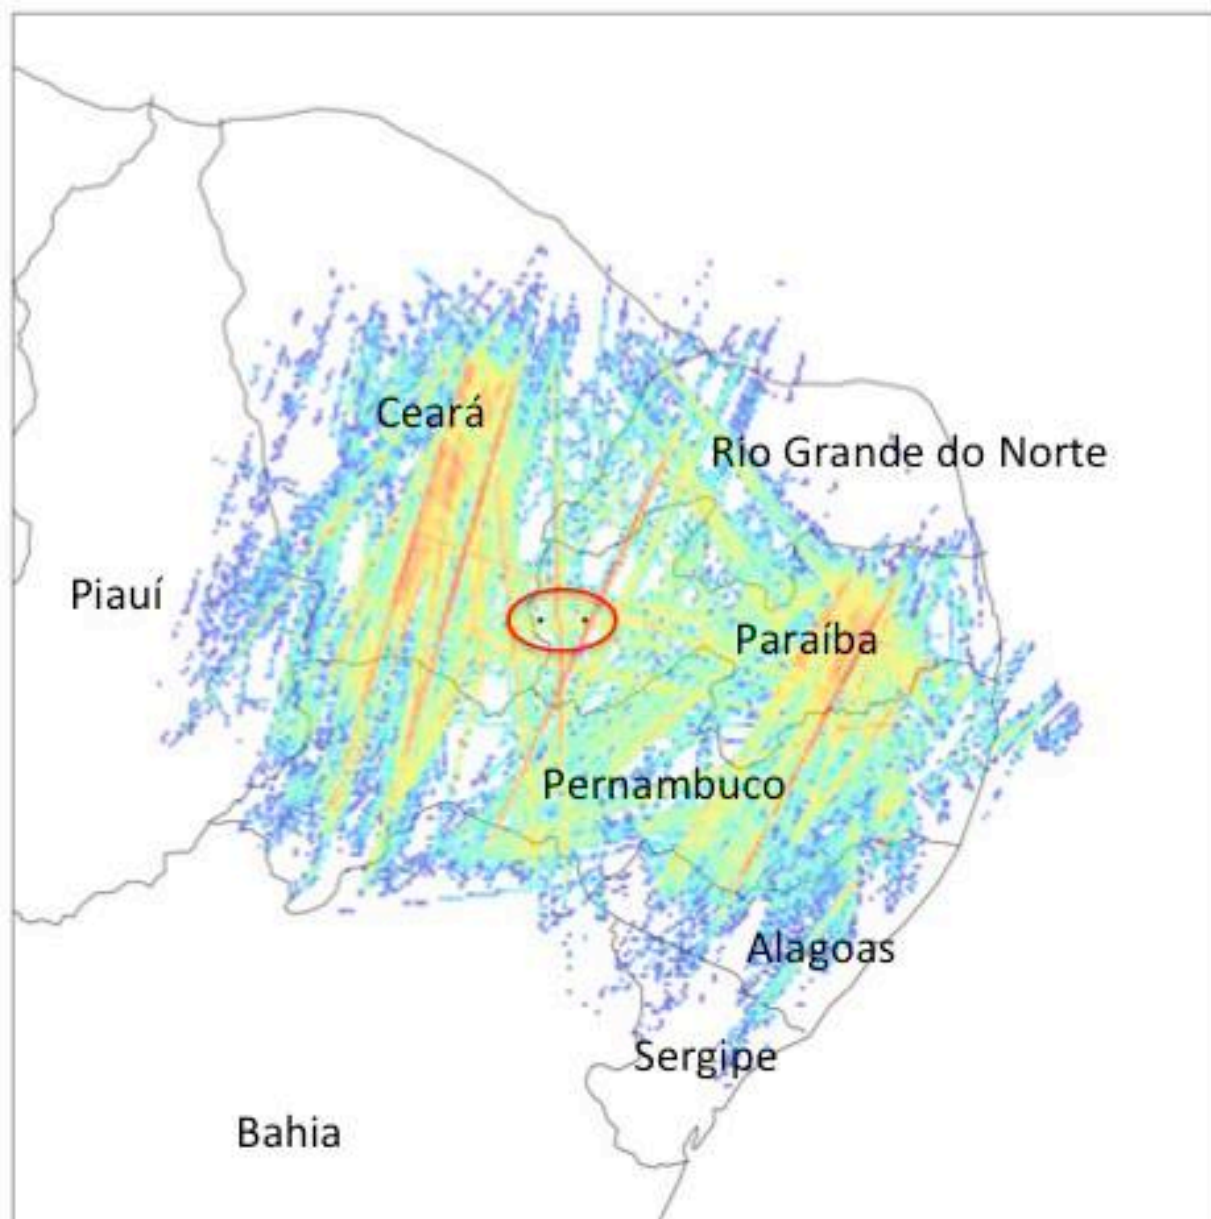 Ceará
Rio Grande do Norte
Piauí
Paraíba
Pernambuco
Alagoas
Sergipe
Bahia